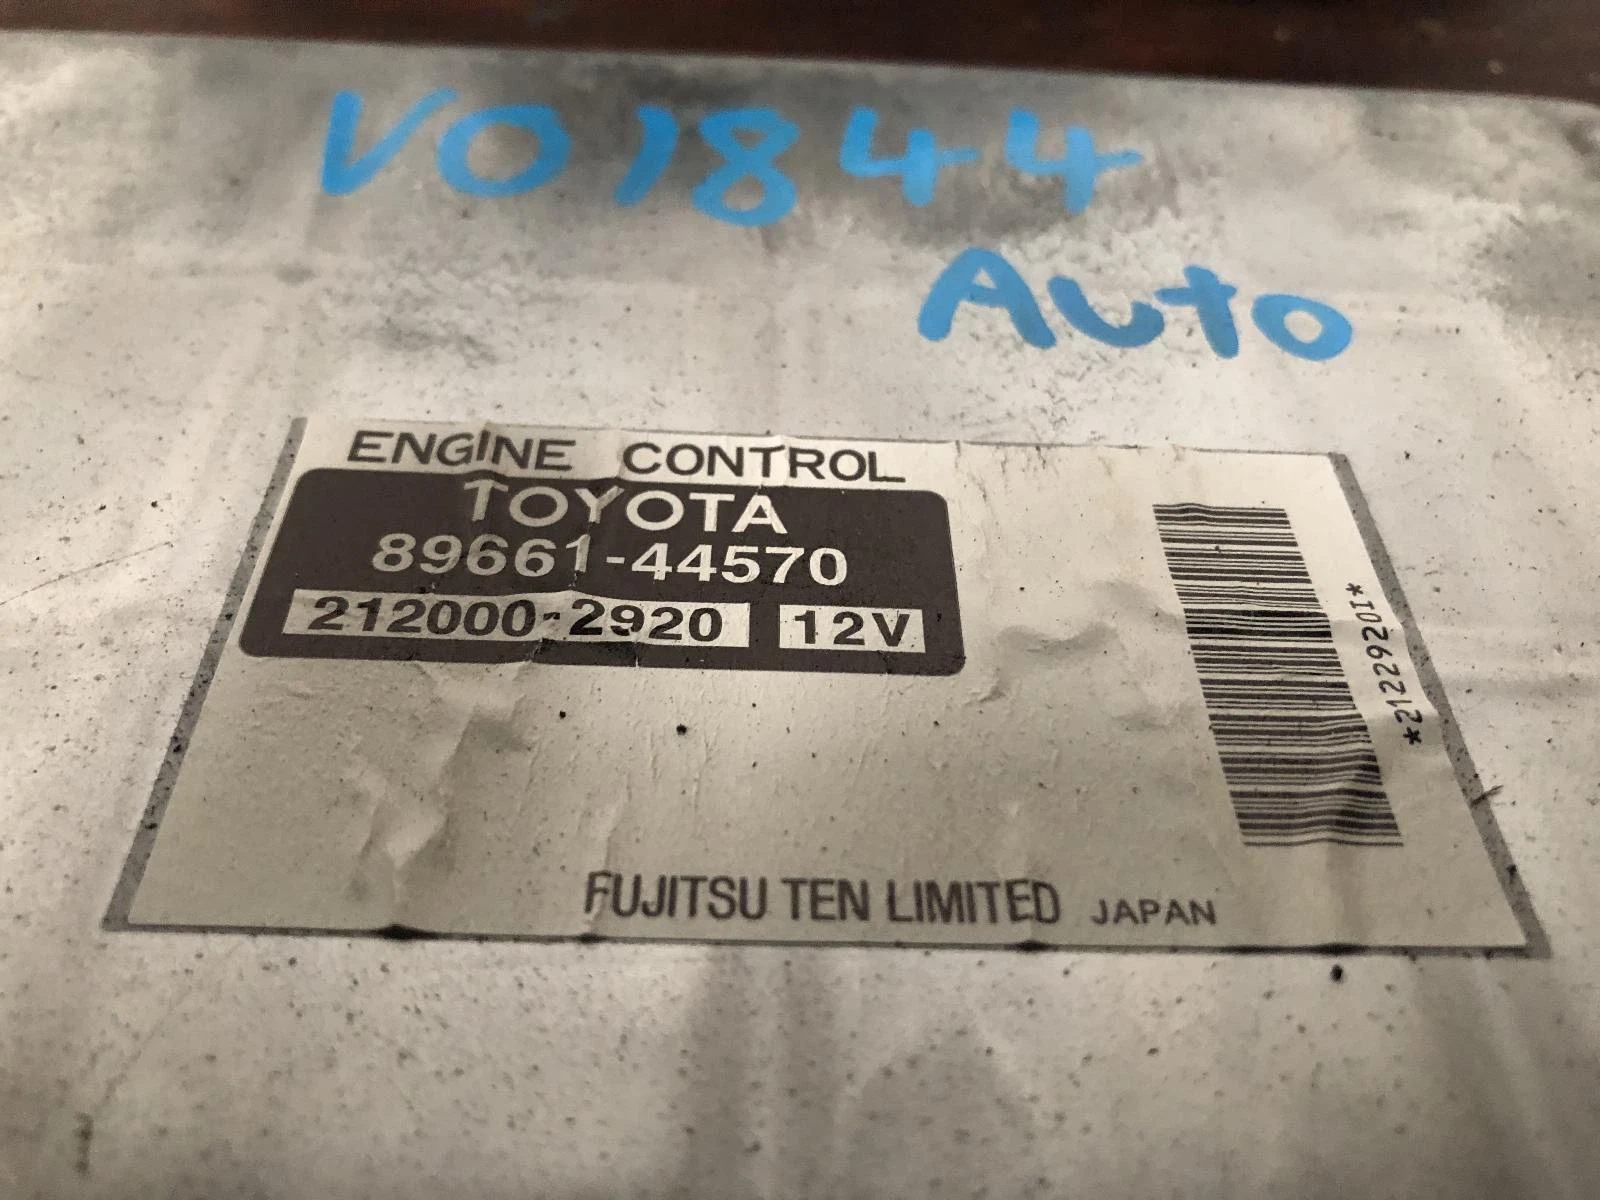 VO1844
Auto
ENGINE CONTROL
TOYOTA
89661-44570
212000-2920 12V
*2122920I*
FUJITSU TEN LIMITED JAPAN